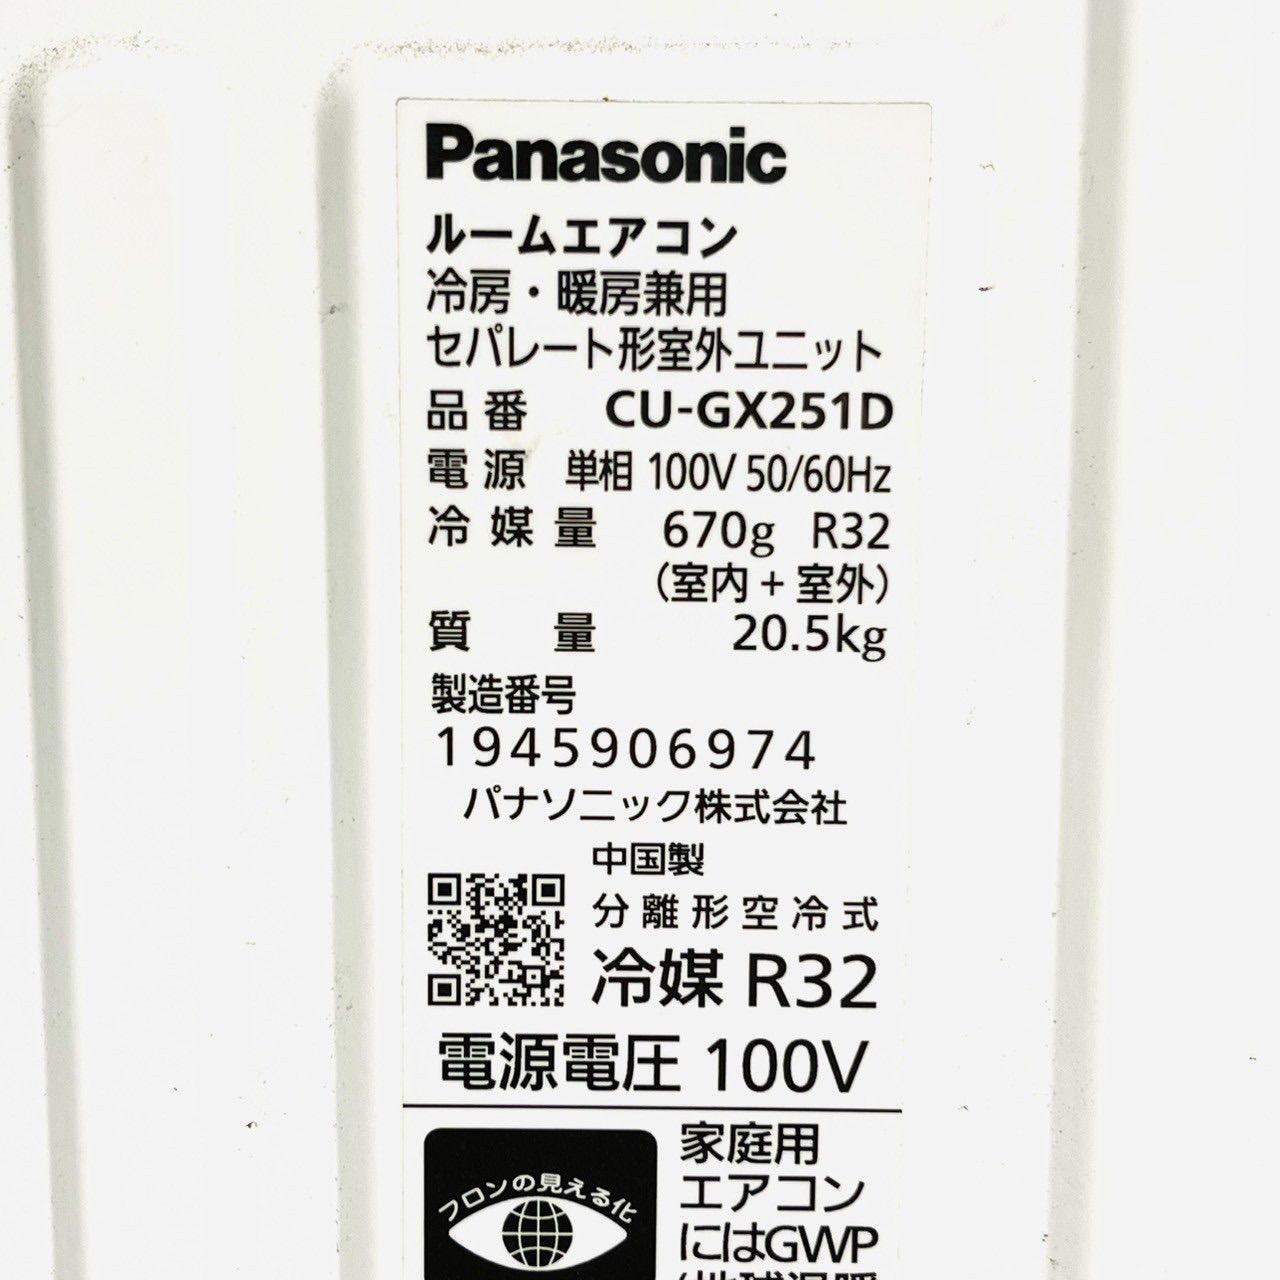 Panasonic
ルームエアコン
冷房・暖房兼用
セパレート形室外ユニット
品番 CU-GX251D
電源 単相 100V 50/60Hz
冷媒量 670g R32
(室内+室外)
質量 20.5kg
製造番号
1945906974
パナソニック株式会社
中国製
分離形空冷式
冷媒 R32
電源電圧 100V
フロンの見える化
家庭用
エアコン
にはGWP